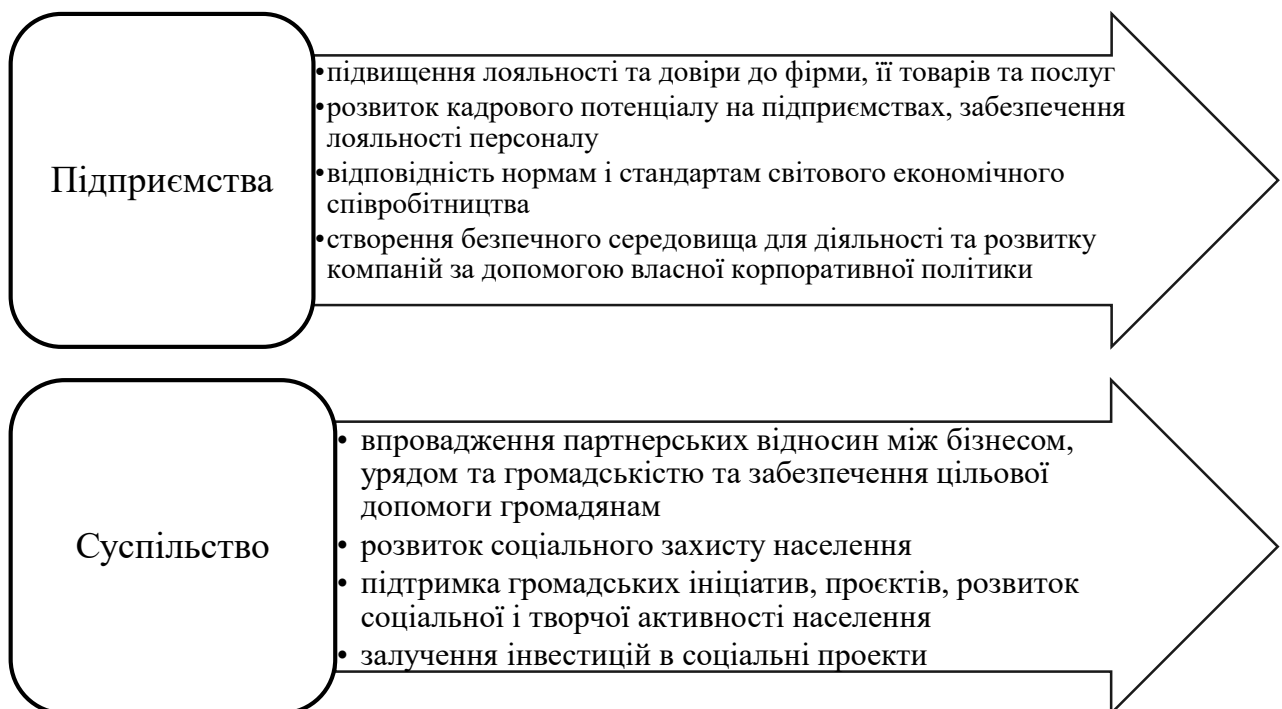 Підприємства
•підвищення лояльності та довіри до фірми, її товарів та послуг
•розвиток кадрового потенціалу на підприємствах, забезпечення
лояльності персоналу
•відповідність нормам і стандартам світового економічного
співробітництва
•створення безпечного середовища для діяльності та розвитку
компаній за допомогою власної корпоративної політики
Суспільство
• впровадження партнерських відносин між бізнесом,
урядом та громадськістю та забезпечення цільової
допомоги громадянам
• розвиток соціального захисту населення
• підтримка громадських ініціатив, проєктів, розвиток
соціальної і творчої активності населення
• залучення інвестицій в соціальні проекти